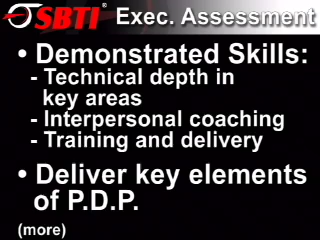 SBTI® Exec. Assessment
• Demonstrated Skills:
- Technical depth in
key areas
- Interpersonal coaching
- Training and delivery
• Deliver key elements
of P.D.P.
(more)